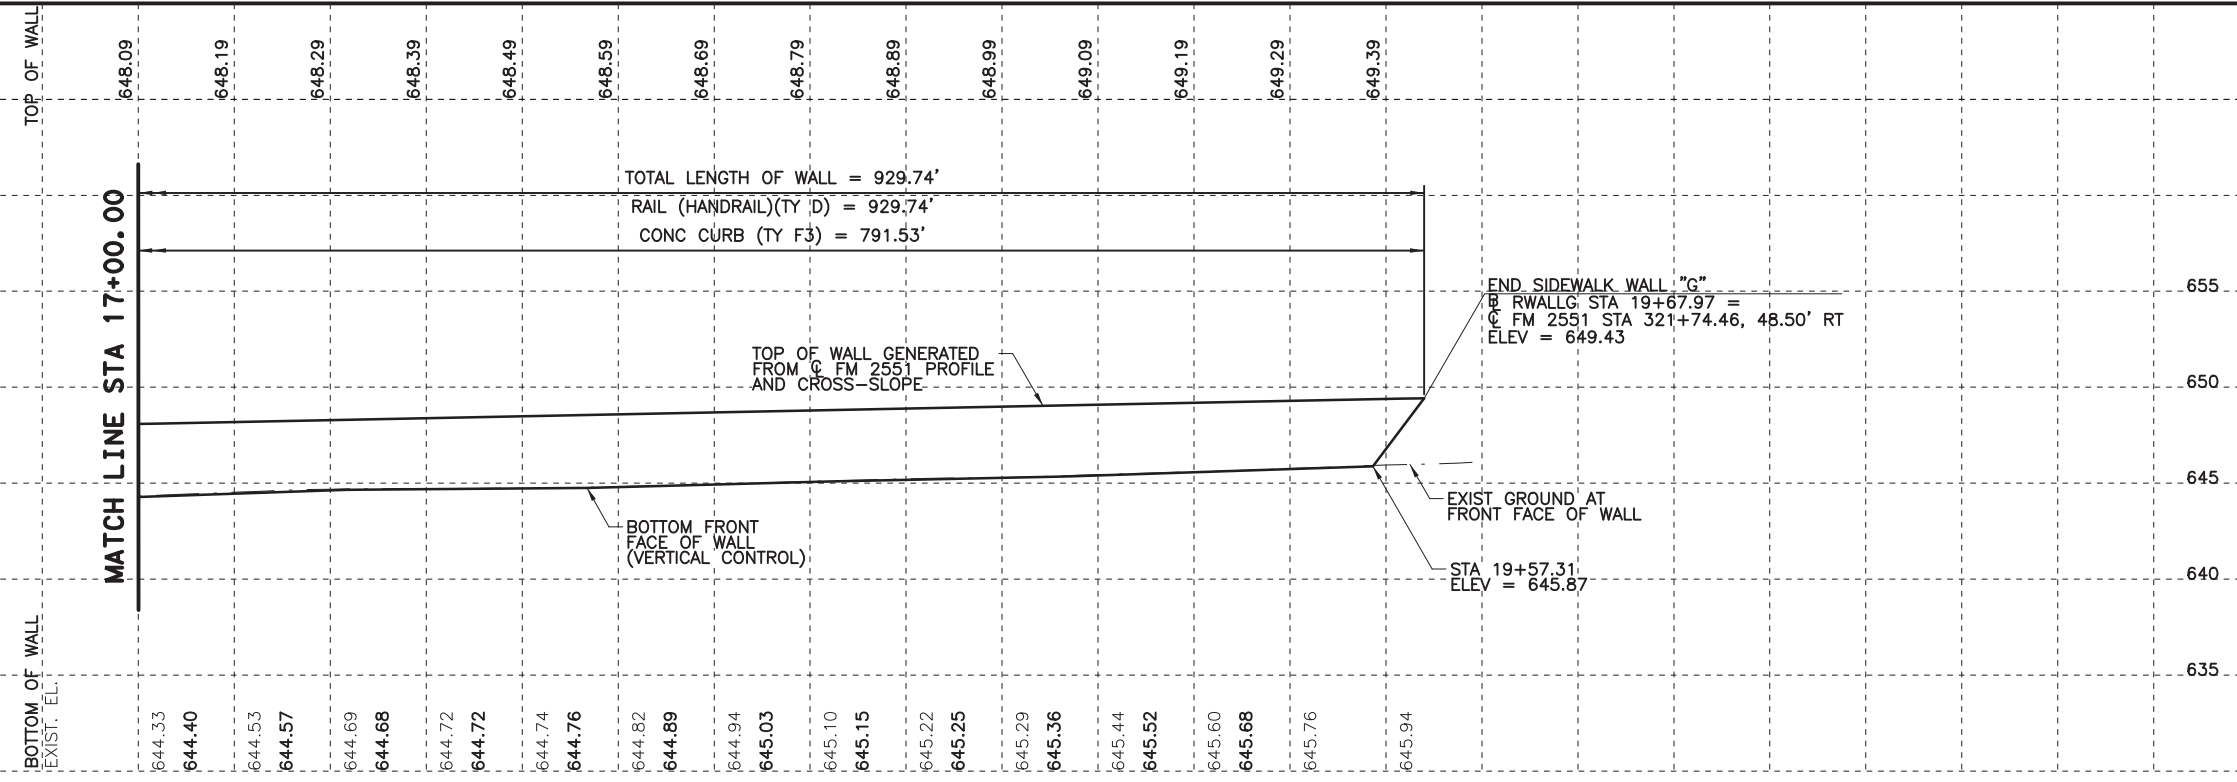 TOP OF WALL
648.09
648.19
648.29
648.39
648.49
648.59
648.69
648.79
648.89
648.99
649.09
649.19
649.29
649.39
MATCH LINE STA 17+00.00
TOTAL LENGTH OF WALL = 929.74'
RAIL (HANDRAIL)(TY D) = 929.74'
CONC CURB (TY F3) = 791.53'
END SIDEWALK WALL "G"
BL RWALLG STA 19+67.97 =
CL FM 2551 STA 321+74.46, 48.50' RT
ELEV = 649.43
TOP OF WALL GENERATED
FROM CL FM 2551 PROFILE
AND CROSS-SLOPE
655
650
645
640
635
EXIST GROUND AT
FRONT FACE OF WALL
BOTTOM FRONT
FACE OF WALL
(VERTICAL CONTROL)
STA 19+57.31
ELEV = 645.87
BOTTOM OF WALL
EXIST. EL.
644.33
644.40
644.53
644.57
644.69
644.68
644.72
644.72
644.74
644.76
644.82
644.89
644.94
645.03
645.10
645.15
645.22
645.25
645.29
645.36
645.44
645.52
645.60
645.68
645.76
645.94